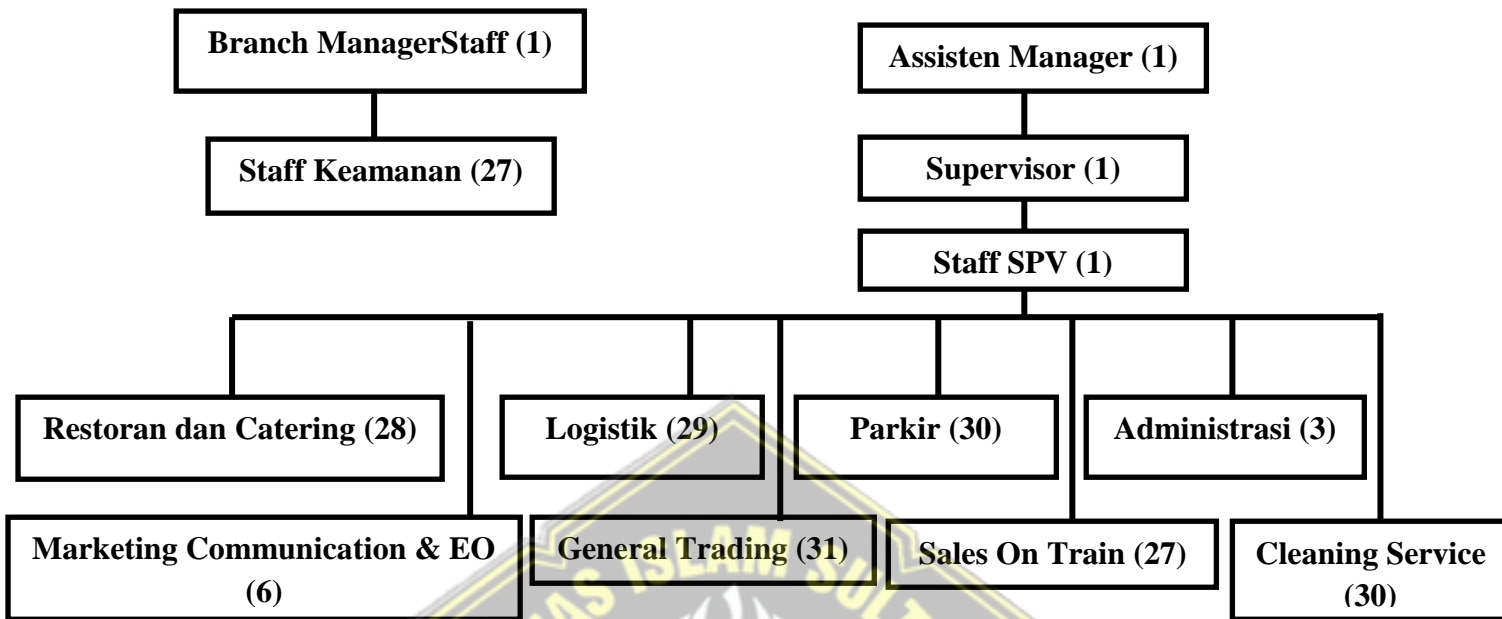 Branch ManagerStaff (1)
Assisten Manager (1)
Staff Keamanan (27)
Supervisor (1)
Staff SPV (1)
Restoran dan Catering (28)
Logistik (29)
Parkir (30)
Administrasi (3)
Marketing Communication & EO
(6)
General Trading (31)
Sales On Train (27)
Cleaning Service
(30)
ISLAM SUL